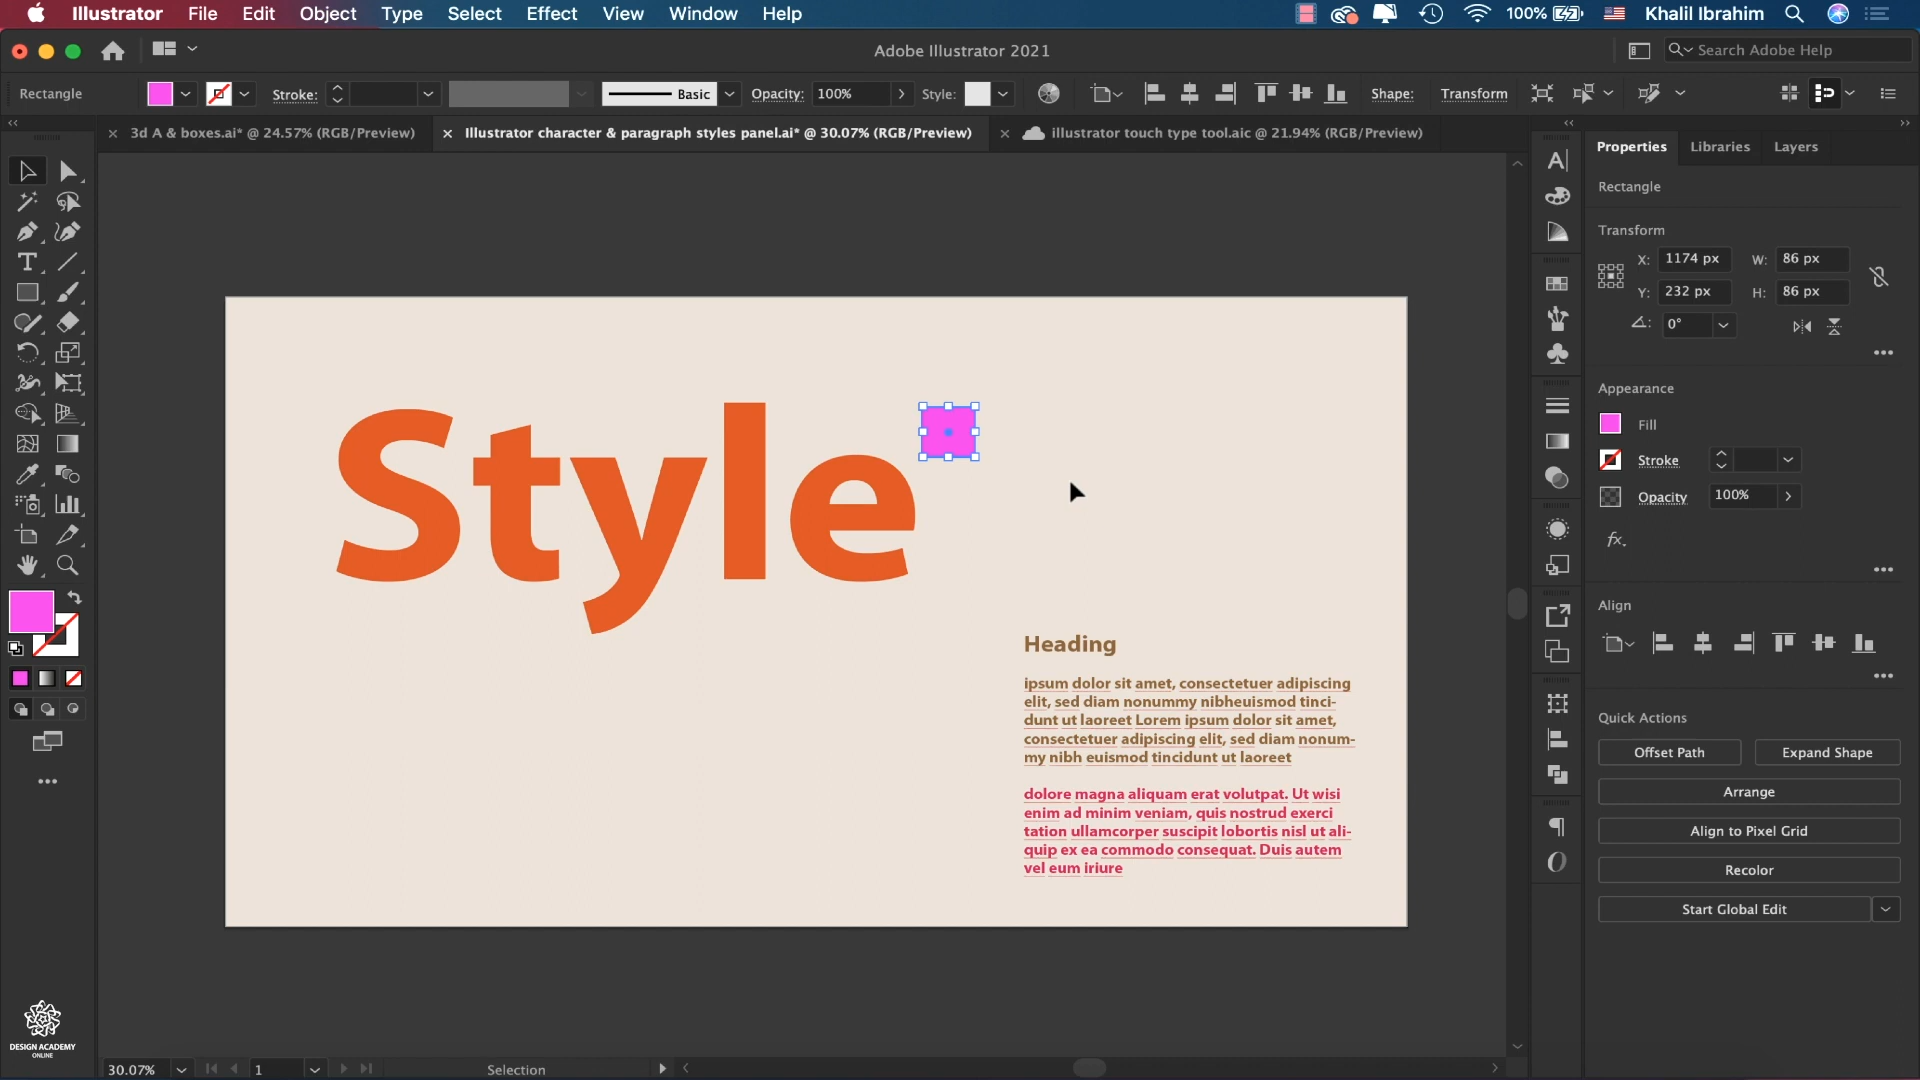 Illustrator File Edit Object Type Select Effect View Window Help 100% Khalil Ibrahim
Adobe Illustrator 2021 Search Adobe Help
Rectangle Stroke: Basic Opacity: 100% Style: Shape: Transform
3d A & boxes.ai* @ 24.57% (RGB/Preview) Illustrator character & paragraph styles panel.ai* @ 30.07% (RGB/Preview) illustrator touch type tool.aic @ 21.94% (RGB/Preview)
Properties Libraries Layers
Rectangle
Transform
X: 1174 px W: 86 px
Y: 232 px H: 86 px
0°
Appearance
Fill
Stroke
Opacity 100%
fx.
Align
Quick Actions
Offset Path Expand Shape
Arrange
Align to Pixel Grid
Recolor
Start Global Edit
Style
Heading
ipsum dolor sit amet, consectetuer adipiscing
elit, sed diam nonummy nibheuismod tinci-
dunt ut laoreet Lorem ipsum dolor sit amet,
consectetuer adipiscing elit, sed diam nonum-
my nibh euismod tincidunt ut laoreet
dolore magna aliquam erat volutpat. Ut wisi
enim ad minim veniam, quis nostrud exerci
tation ullamcorper suscipit lobortis nisl ut ali-
quip ex ea commodo consequat. Duis autem
vel eum iriure
DESIGN ACADEMY
ONLINE
30.07% 1 Selection